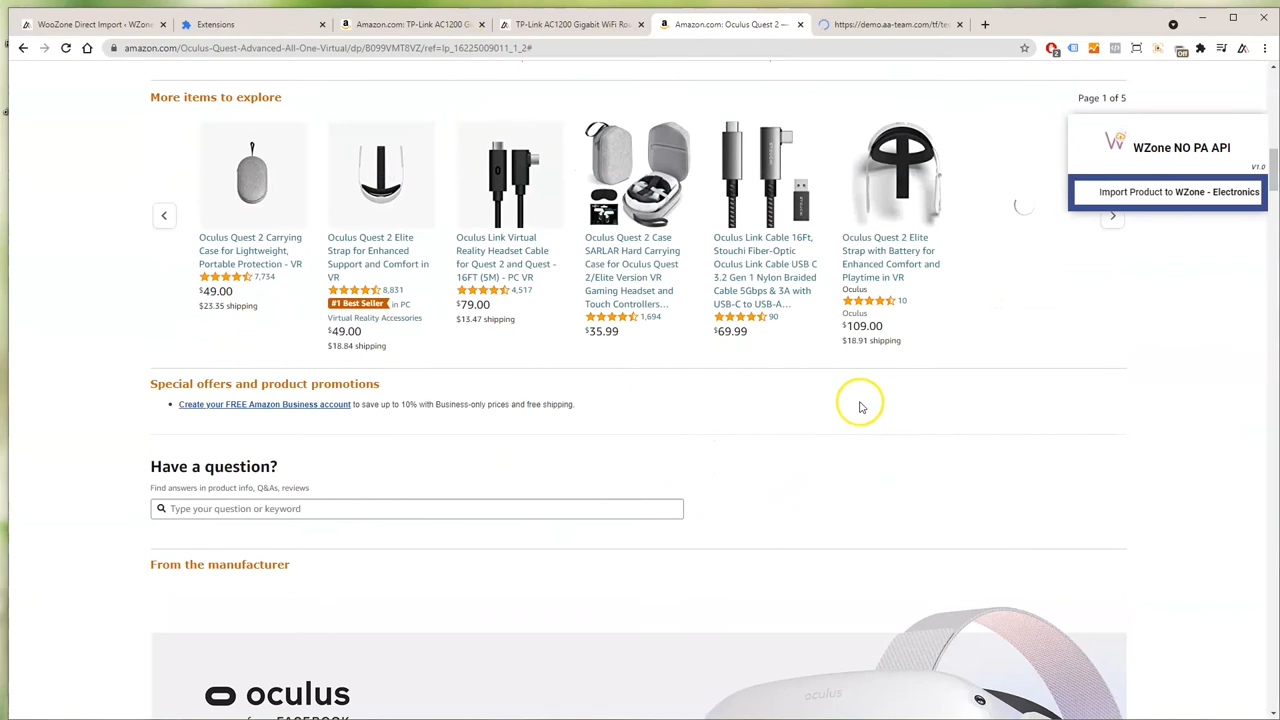 WooZone Direct Import ‹ WZone
Extensions
Amazon.com: TP-Link AC1200 G
TP-Link AC1200 Gigabit WiFi Rou
Amazon.com: Oculus Quest 2 —
https://demo.aa-team.com/tf/tes
amazon.com/Oculus-Quest-Advanced-All-One-Virtual/dp/B099VMT8VZ/ref=lp_16225009011_1_2#
2
Off
More items to explore
Page 1 of 5
WZone NO PA API
V1.0
Import Product to WZone - Electronics
Oculus Quest 2 Carrying
Case for Lightweight,
Portable Protection - VR
7,734
$49.00
$23.35 shipping
Oculus Quest 2 Elite
Strap for Enhanced
Support and Comfort in
VR
8,831
#1 Best Seller in PC
Virtual Reality Accessories
$49.00
$18.84 shipping
Oculus Link Virtual
Reality Headset Cable
for Quest 2 and Quest -
16FT (5M) - PC VR
4,517
$79.00
$13.47 shipping
Oculus Quest 2 Case
SARLAR Hard Carrying
Case for Oculus Quest
2/Elite Version VR
Gaming Headset and
Touch Controllers...
1,694
$35.99
Oculus Link Cable 16Ft,
Stouchi Fiber-Optic
Oculus Link Cable USB C
3.2 Gen 1 Nylon Braided
Cable 5Gbps & 3A with
USB-C to USB-A...
90
$69.99
Oculus Quest 2 Elite
Strap with Battery for
Enhanced Comfort and
Playtime in VR
Oculus
10
Oculus
$109.00
$18.91 shipping
Special offers and product promotions
• Create your FREE Amazon Business account to save up to 10% with Business-only prices and free shipping.
Have a question?
Find answers in product info, Q&As, reviews
Type your question or keyword
From the manufacturer
oculus
from FACEBOOK
oculus